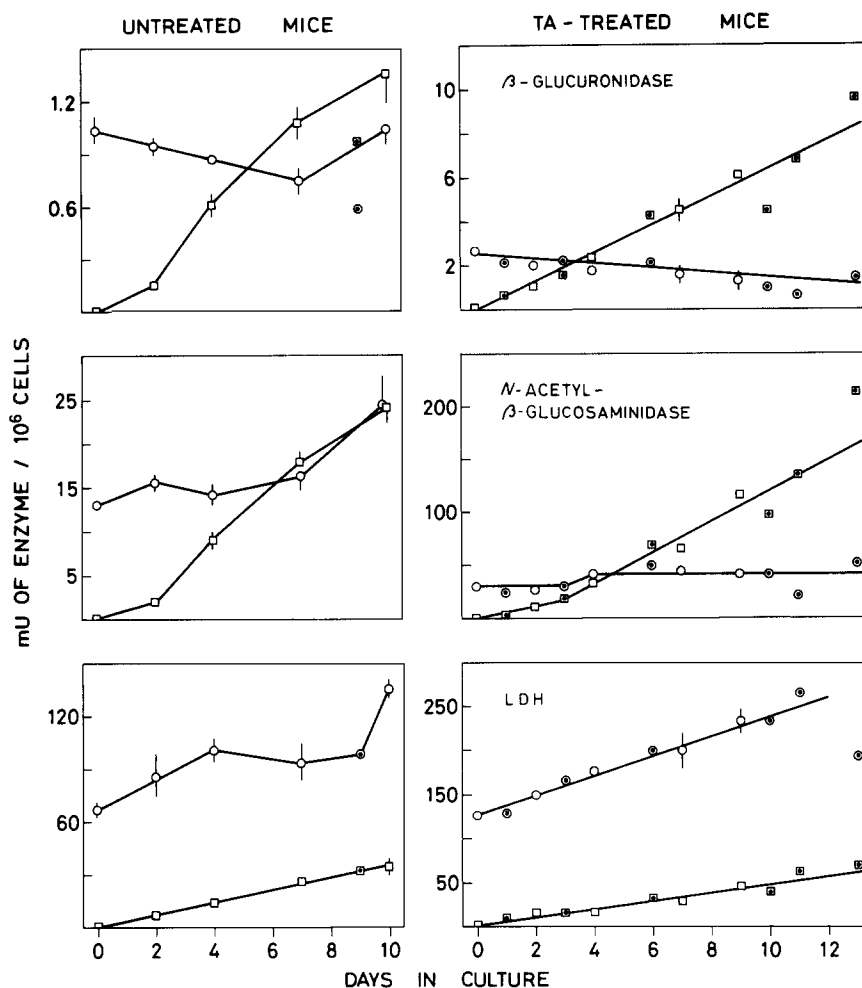 UNTREATED MICE
TA-TREATED MICE
1.2
0.6
β-GLUCURONIDASE
10
6
2
25
15
5
N-ACETYL-
β-GLUCOSAMINIDASE
200
100
120
60
LDH
250
150
50
0 2 4 6 8 10
0 2 4 6 8 10 12
mU OF ENZYME / 10⁶ CELLS
DAYS IN CULTURE